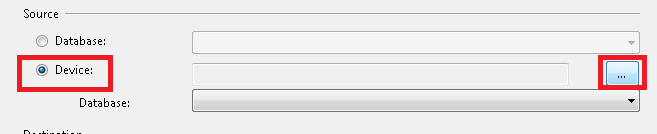 Source
Database:
Device:
...
Database:
Destination